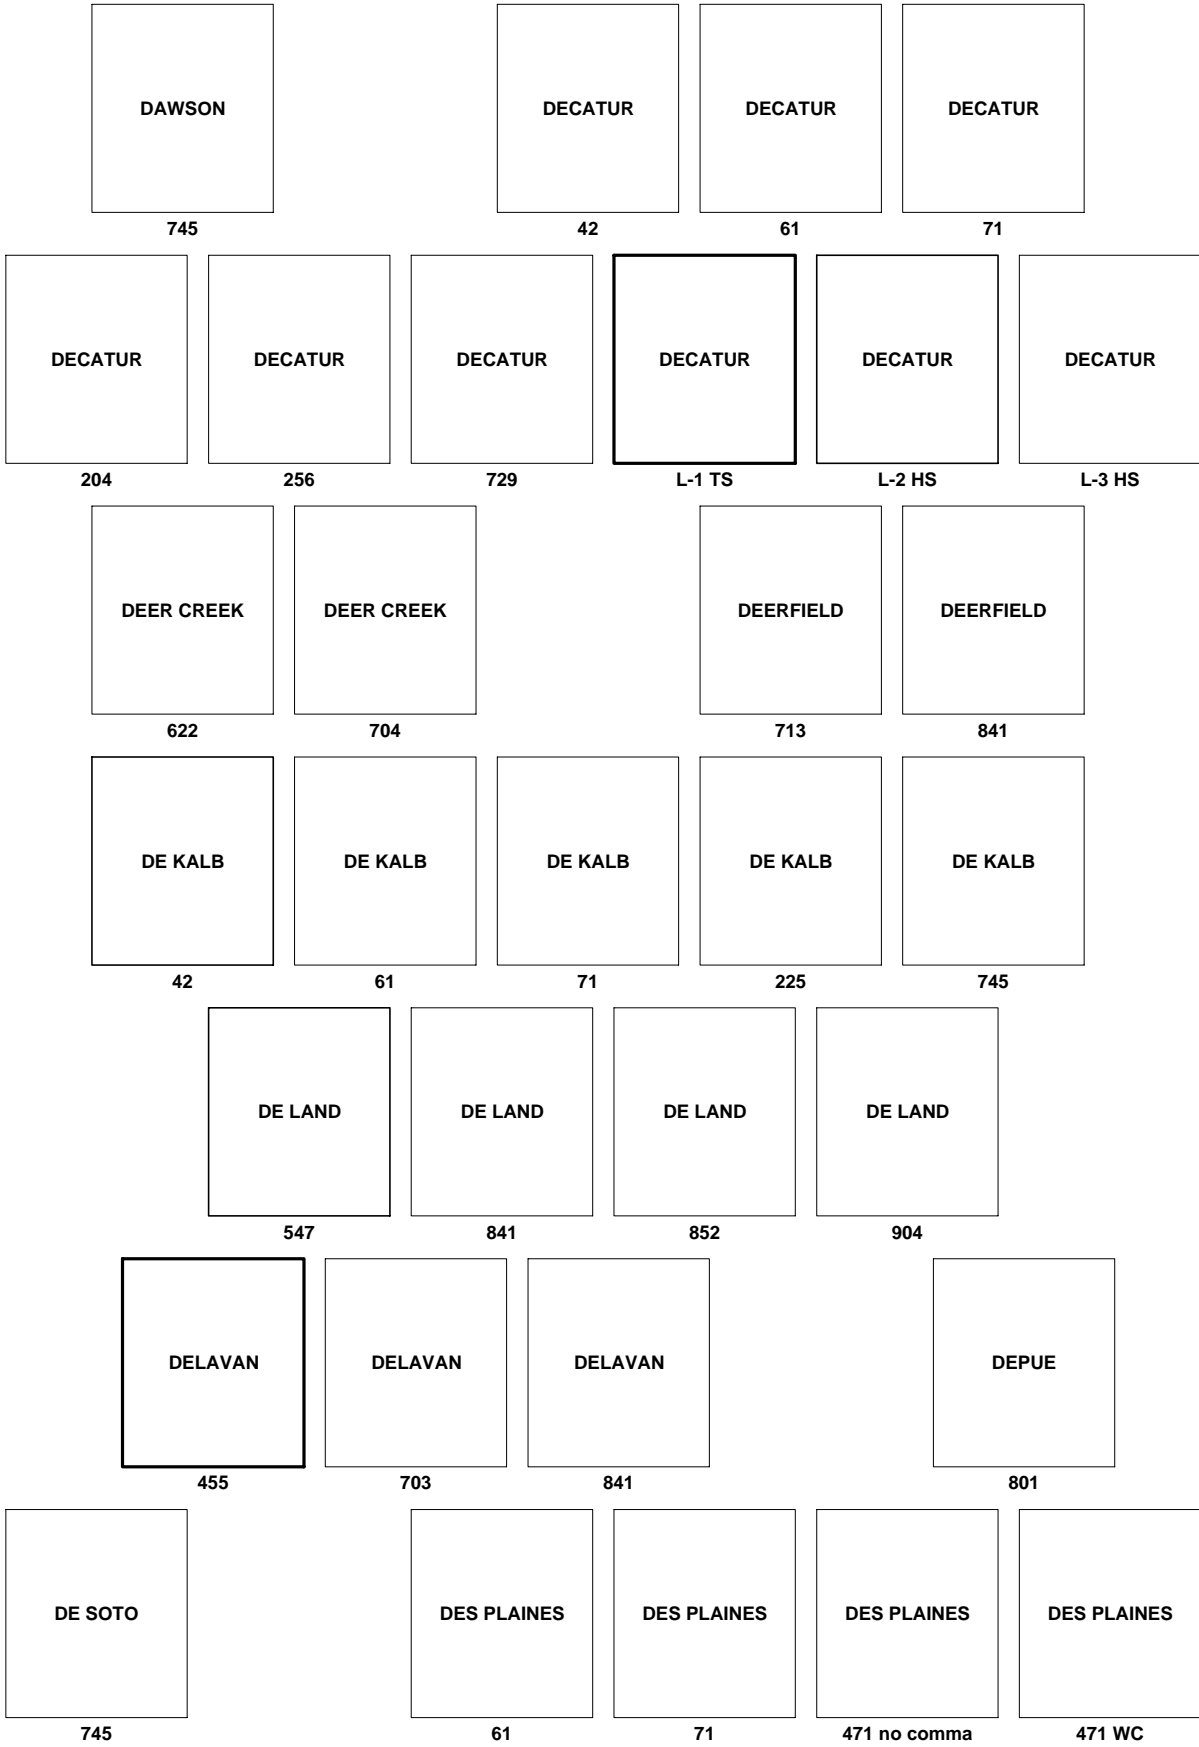 DAWSON DECATUR DECATUR DECATUR
745 42 61 71
DECATUR DECATUR DECATUR DECATUR DECATUR DECATUR
204 256 729 L-1 TS L-2 HS L-3 HS
DEER CREEK DEER CREEK DEERFIELD DEERFIELD
622 704 713 841
DE KALB DE KALB DE KALB DE KALB DE KALB
42 61 71 225 745
DE LAND DE LAND DE LAND DE LAND
547 841 852 904
DELAVAN DELAVAN DELAVAN DEPUE
455 703 841 801
DE SOTO DES PLAINES DES PLAINES DES PLAINES DES PLAINES
745 61 71 471 no comma 471 WC